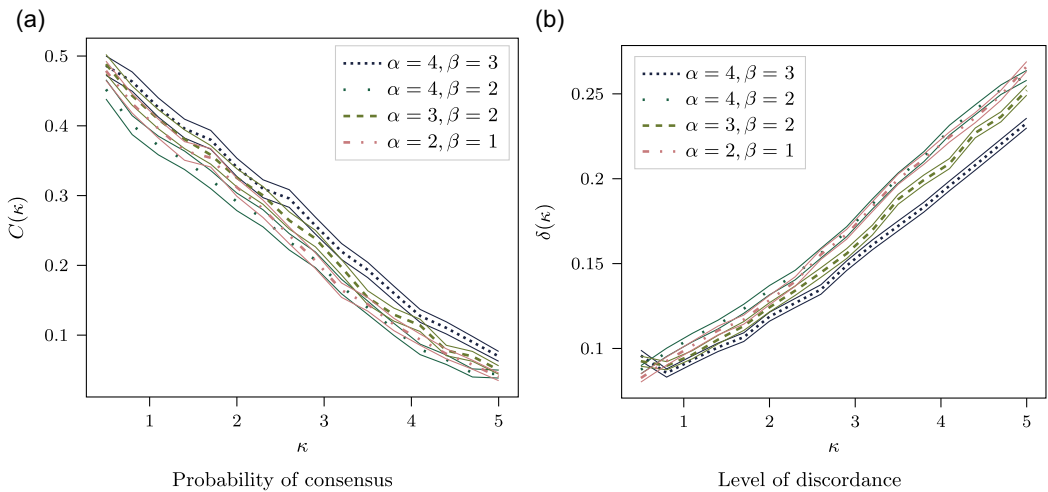 (a)
0.5
0.4
0.3
0.2
0.1
C(κ)
1 2 3 4 5
κ
α = 4, β = 3
α = 4, β = 2
α = 3, β = 2
α = 2, β = 1
Probability of consensus
(b)
0.25
0.2
0.15
0.1
δ(κ)
1 2 3 4 5
κ
α = 4, β = 3
α = 4, β = 2
α = 3, β = 2
α = 2, β = 1
Level of discordance